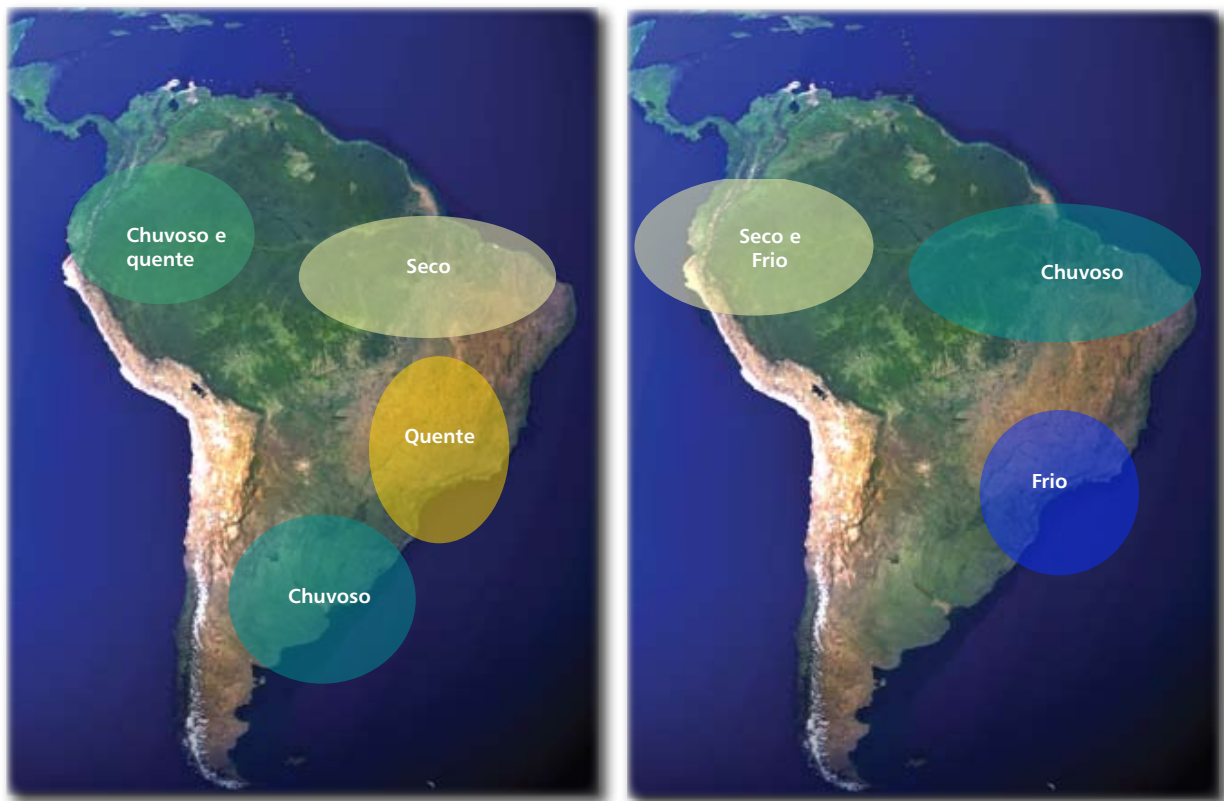 Chuvoso e
quente
Seco
Quente
Chuvoso
Seco e
Frio
Chuvoso
Frio